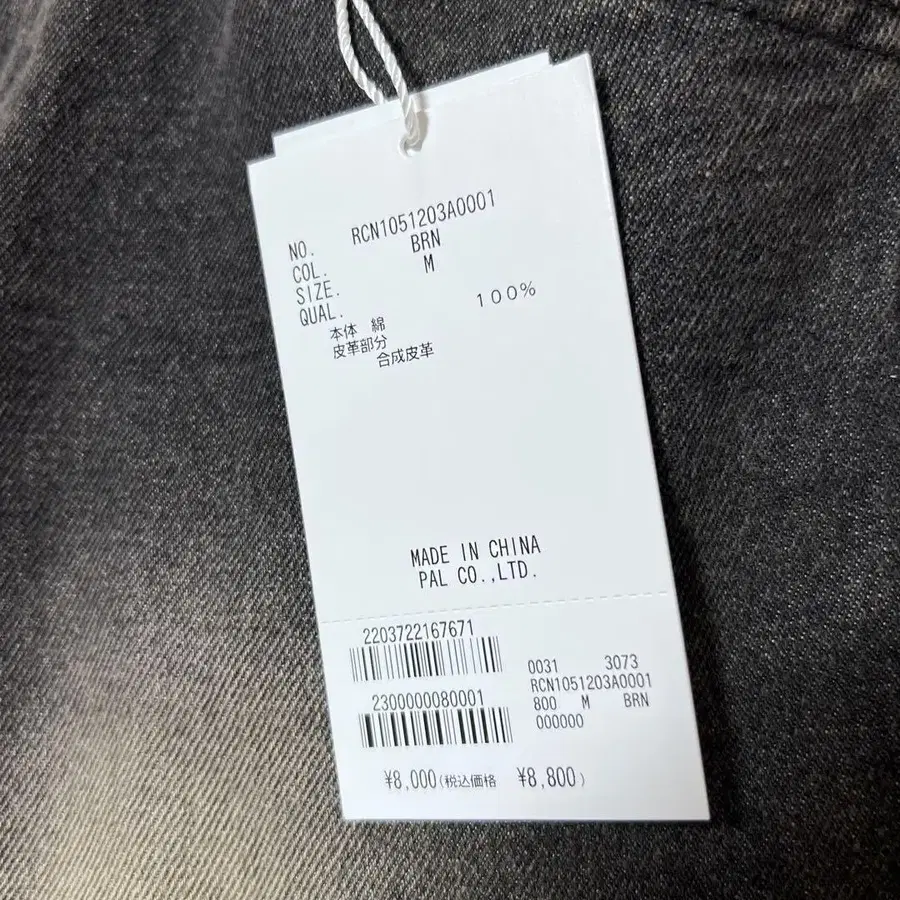 NO. RCN1051203A0001
COL. BRN
SIZE. M
QUAL.
本体 綿 100%
皮革部分
合成皮革
MADE IN CHINA
PAL CO.,LTD.
2203722167671
2300000080001
0031 3073
RCN1051203A0001
800 M BRN
000000
¥8,000(税込価格 ¥8,800)